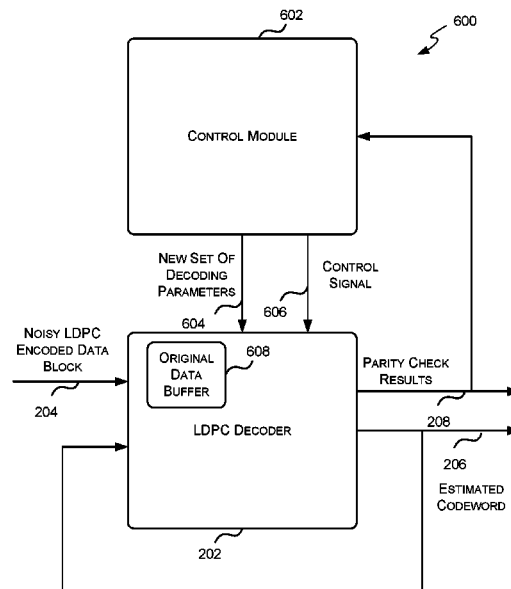 602
600
CONTROL MODULE
NEW SET OF
DECODING
PARAMETERS
CONTROL
SIGNAL
604
606
NOISY LDPC
ENCODED DATA
BLOCK
204
ORIGINAL
DATA
BUFFER
608
LDPC DECODER
PARITY CHECK
RESULTS
208
206
ESTIMATED
CODEWORD
202